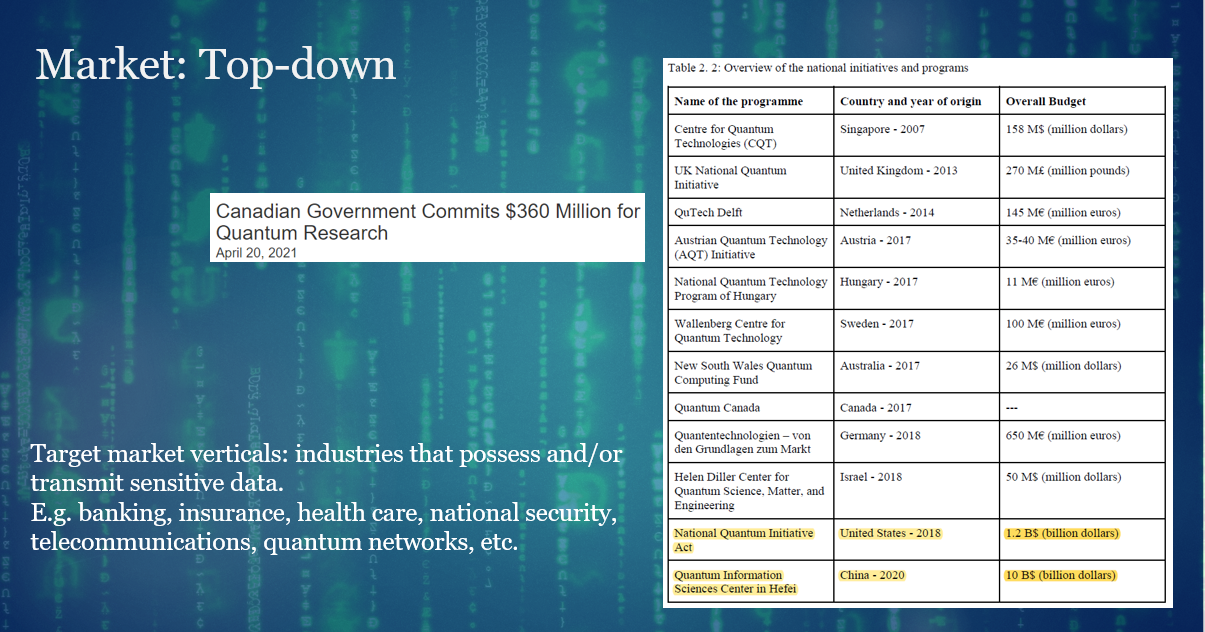 Market: Top-down
Canadian Government Commits $360 Million for
Quantum Research
April 20, 2021
Target market verticals: industries that possess and/or
transmit sensitive data.
E.g. banking, insurance, health care, national security,
telecommunications, quantum networks, etc.
Table 2. 2: Overview of the national initiatives and programs
Name of the programme Country and year of origin Overall Budget
Centre for Quantum Singapore - 2007 158 M$ (million dollars)
Technologies (CQT)
UK National Quantum United Kingdom - 2013 270 M£ (million pounds)
Initiative
QuTech Delft Netherlands - 2014 145 M€ (million euros)
Austrian Quantum Technology Austria - 2017 35-40 M€ (million euros)
(AQT) Initiative
National Quantum Technology Hungary - 2017 11 M€ (million euros)
Program of Hungary
Wallenberg Centre for Sweden - 2017 100 M€ (million euros)
Quantum Technology
New South Wales Quantum Australia - 2017 26 M$ (million dollars)
Computing Fund
Quantum Canada Canada - 2017 ---
Quantentechnologien – von Germany - 2018 650 M€ (million euros)
den Grundlagen zum Markt
Helen Diller Center for Israel - 2018 50 M$ (million dollars)
Quantum Science, Matter, and
Engineering
National Quantum Initiative United States - 2018 1.2 B$ (billion dollars)
Act
Quantum Information China - 2020 10 B$ (billion dollars)
Sciences Center in Hefei